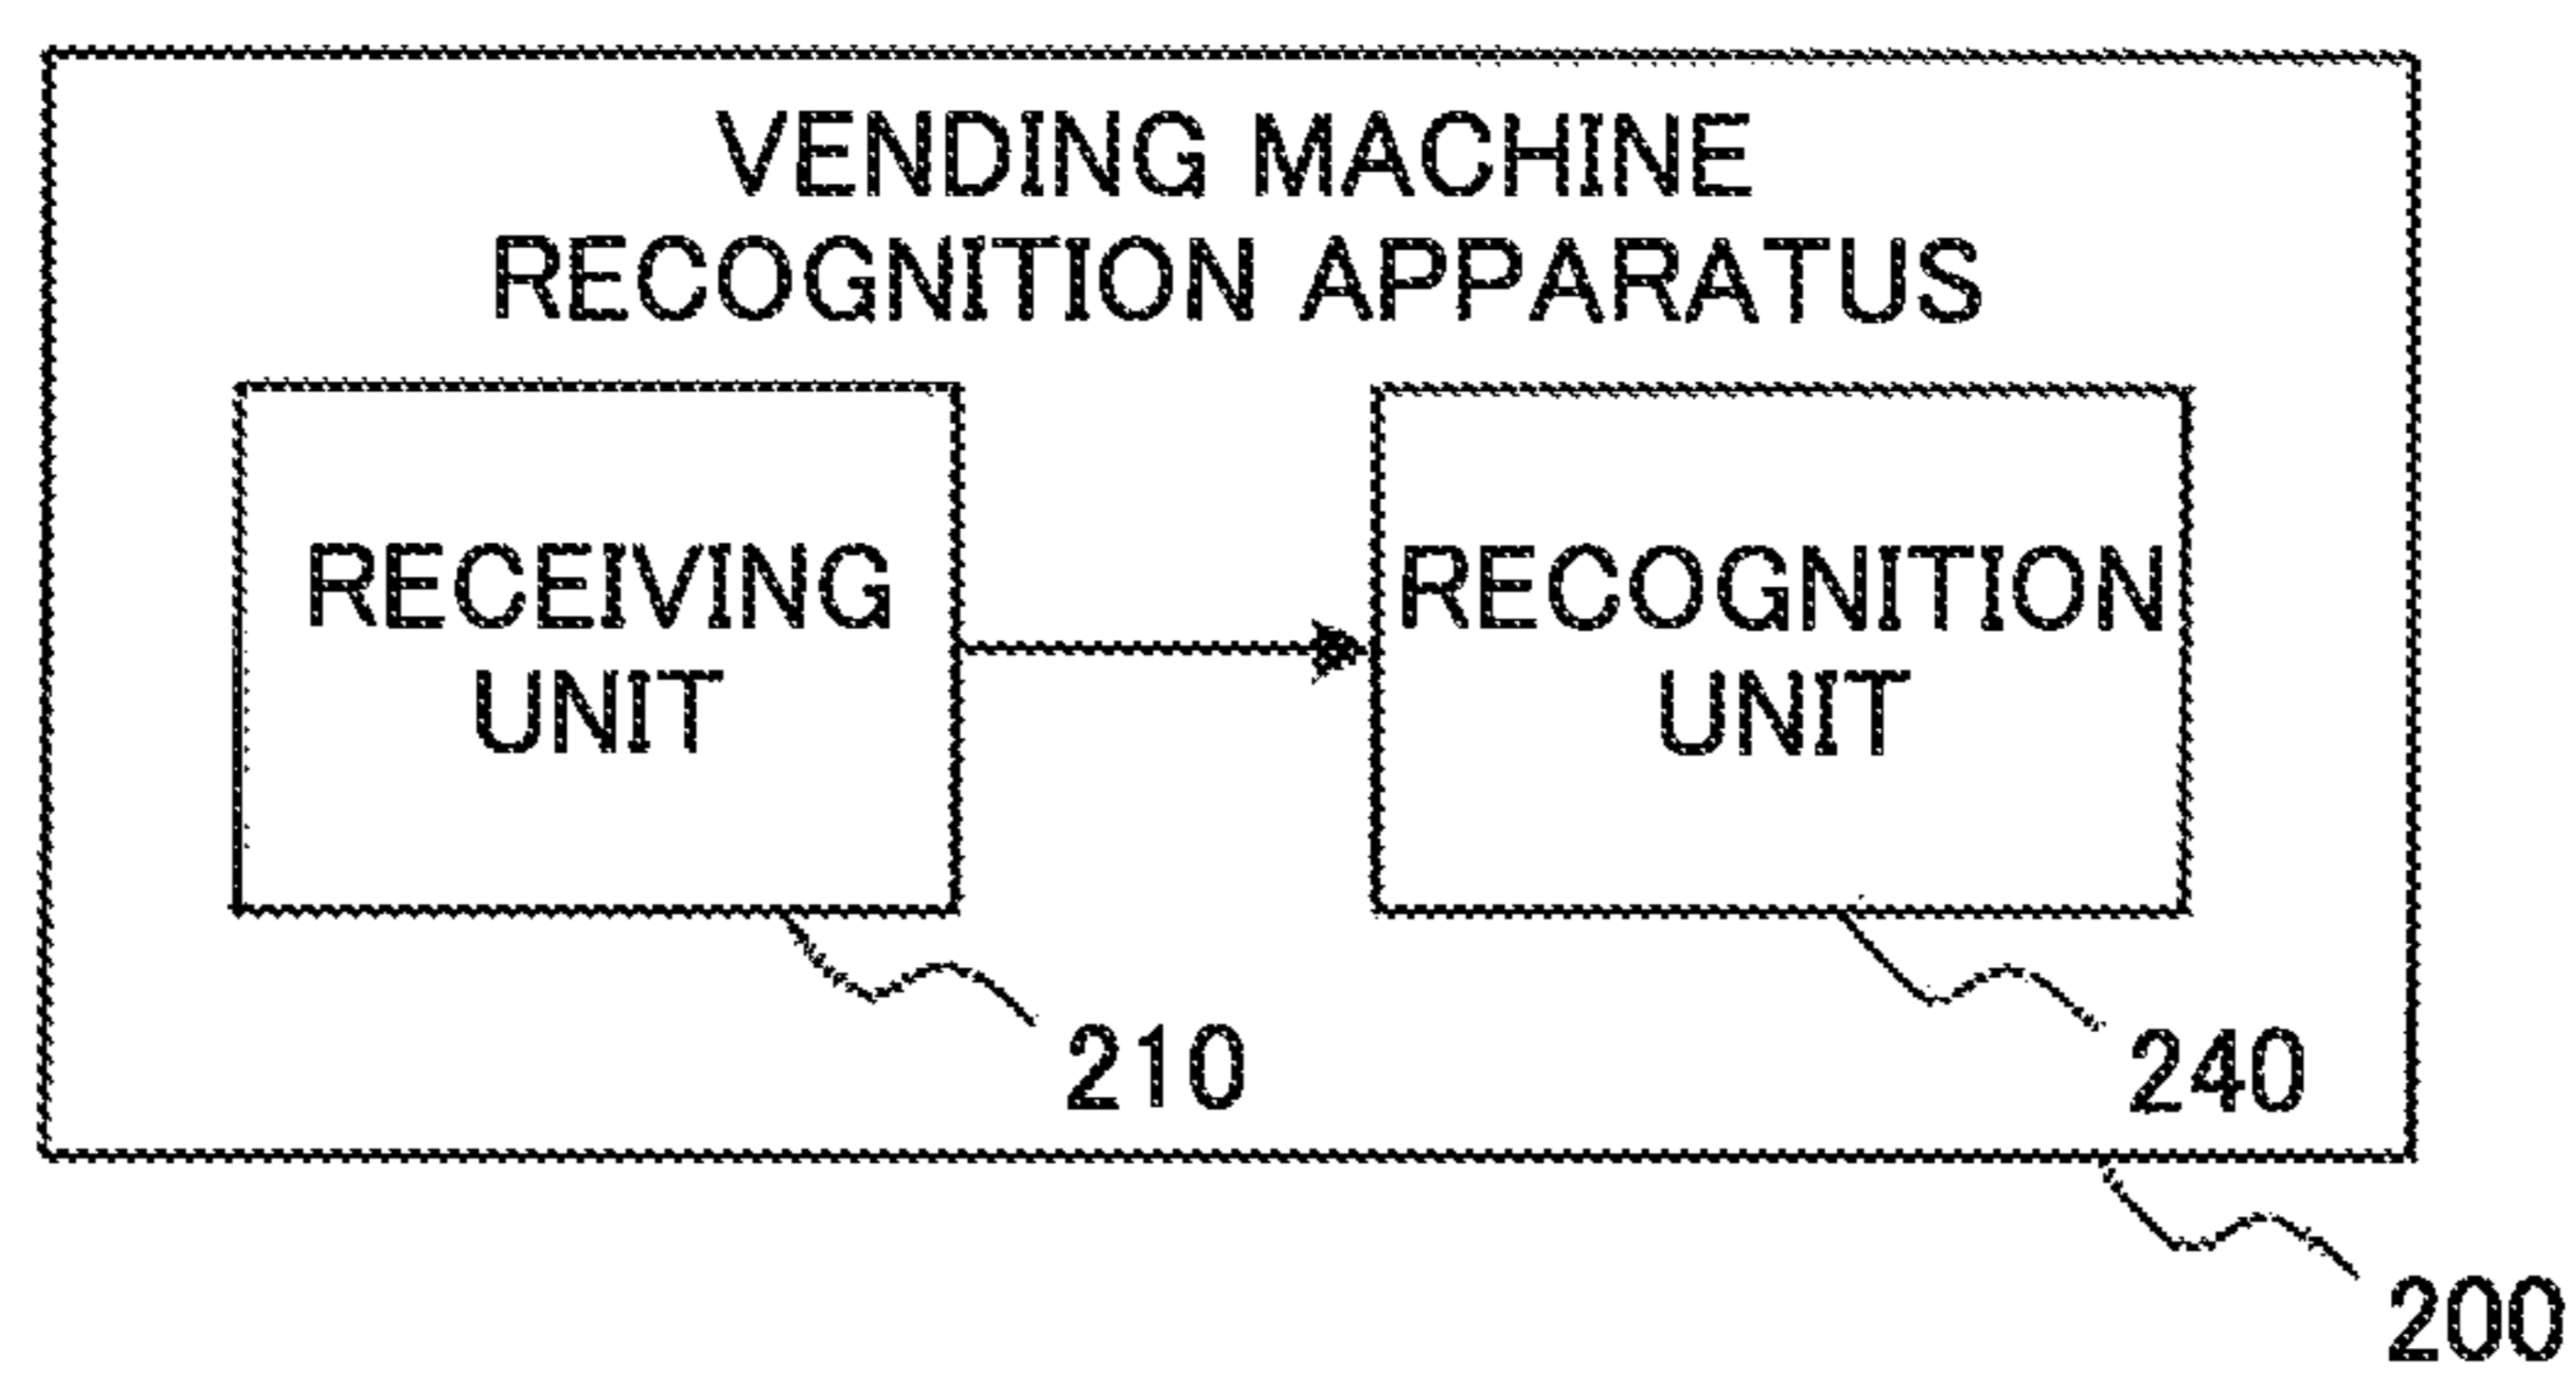 VENDING MACHINE
RECOGNITION APPARATUS
RECEIVING
UNIT
RECOGNITION
UNIT
210
240
200